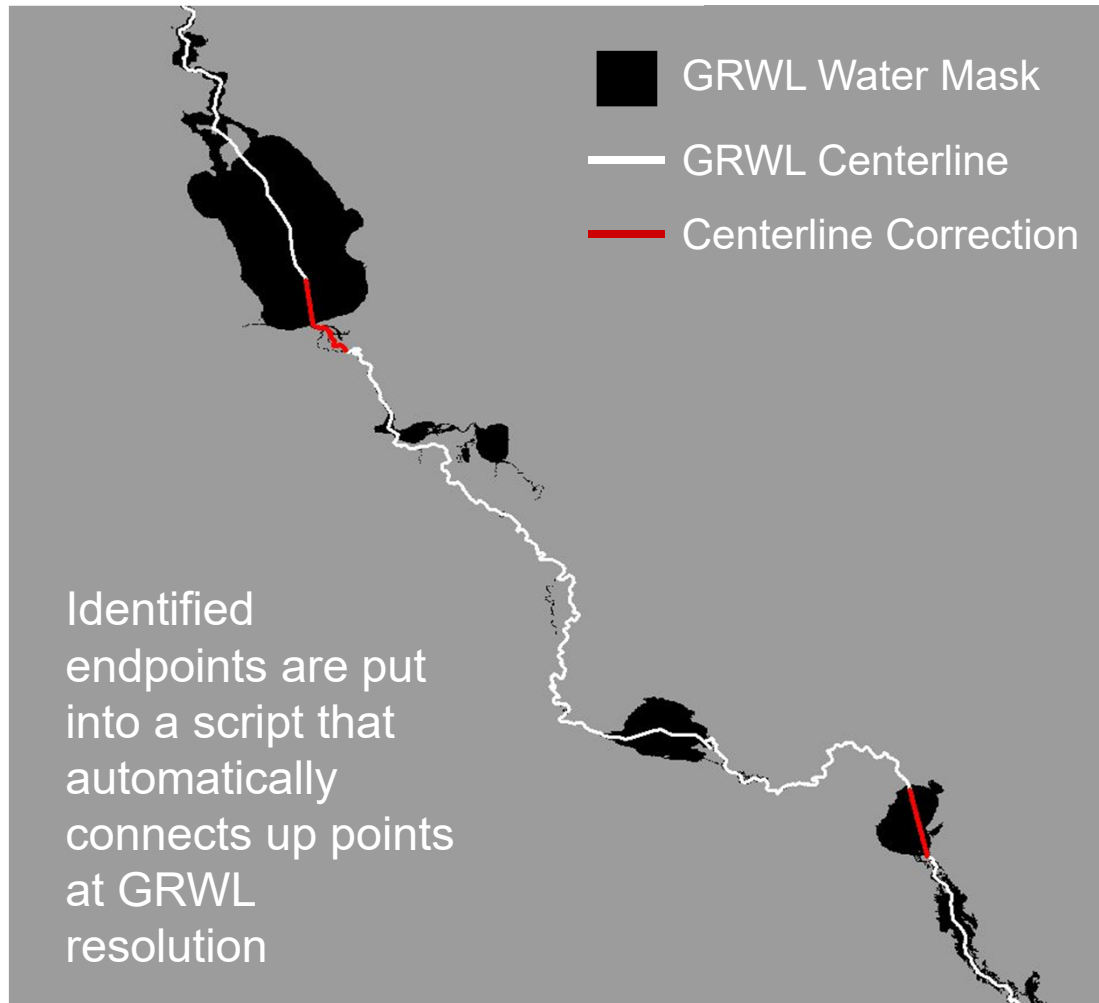 GRWL Water Mask
GRWL Centerline
Centerline Correction
Identified
endpoints are put
into a script that
automatically
connects up points
at GRWL
resolution